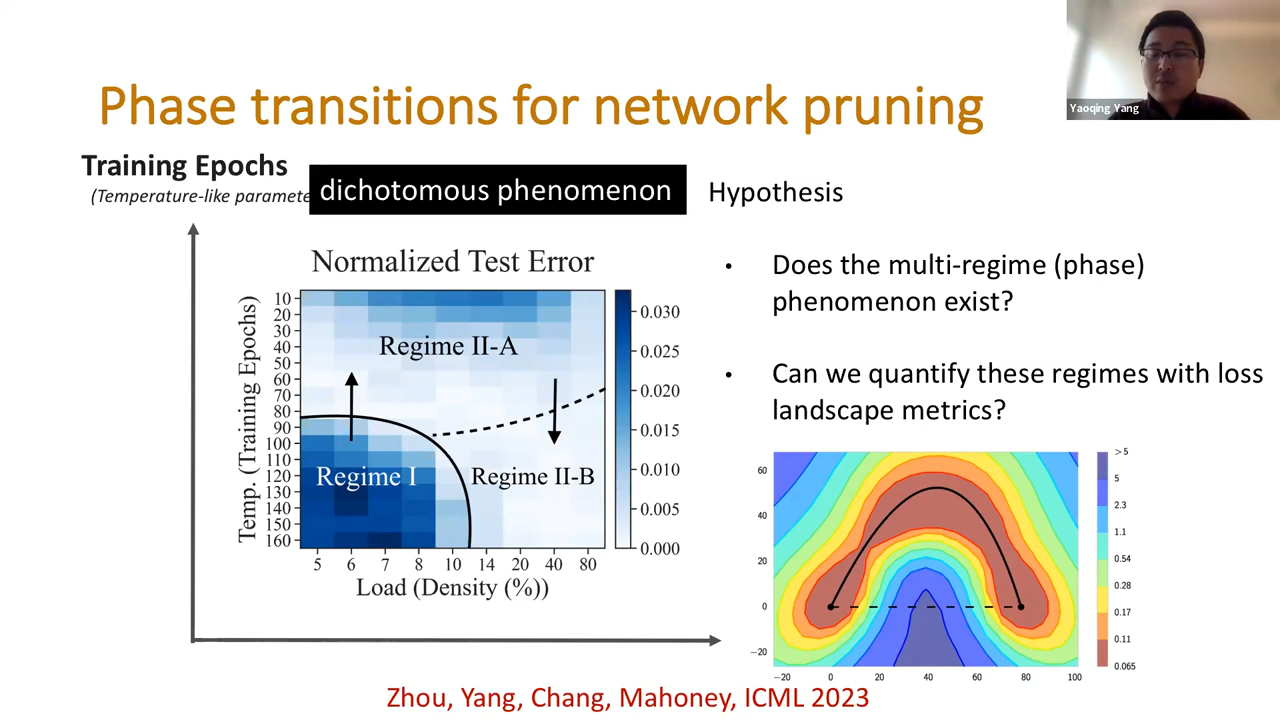 Yaoqing Yang
Phase transitions for network pruning
Training Epochs
(Temperature-like paramete
dichotomous phenomenon
Hypothesis
Normalized Test Error
Temp. (Training Epochs)
10
20
30
40
50
60
70
80
90
100
110
120
130
140
150
160
Regime II-A
Regime I
Regime II-B
5 6 7 8 10 14 20 40 80
Load (Density (%))
0.030
0.025
0.020
0.015
0.010
0.005
0.000
• Does the multi-regime (phase)
phenomenon exist?
• Can we quantify these regimes with loss
landscape metrics?
60
40
20
0
−20
−20 0 20 40 60 80 100
> 5
5
2.3
1.1
0.54
0.28
0.17
0.11
0.065
Zhou, Yang, Chang, Mahoney, ICML 2023